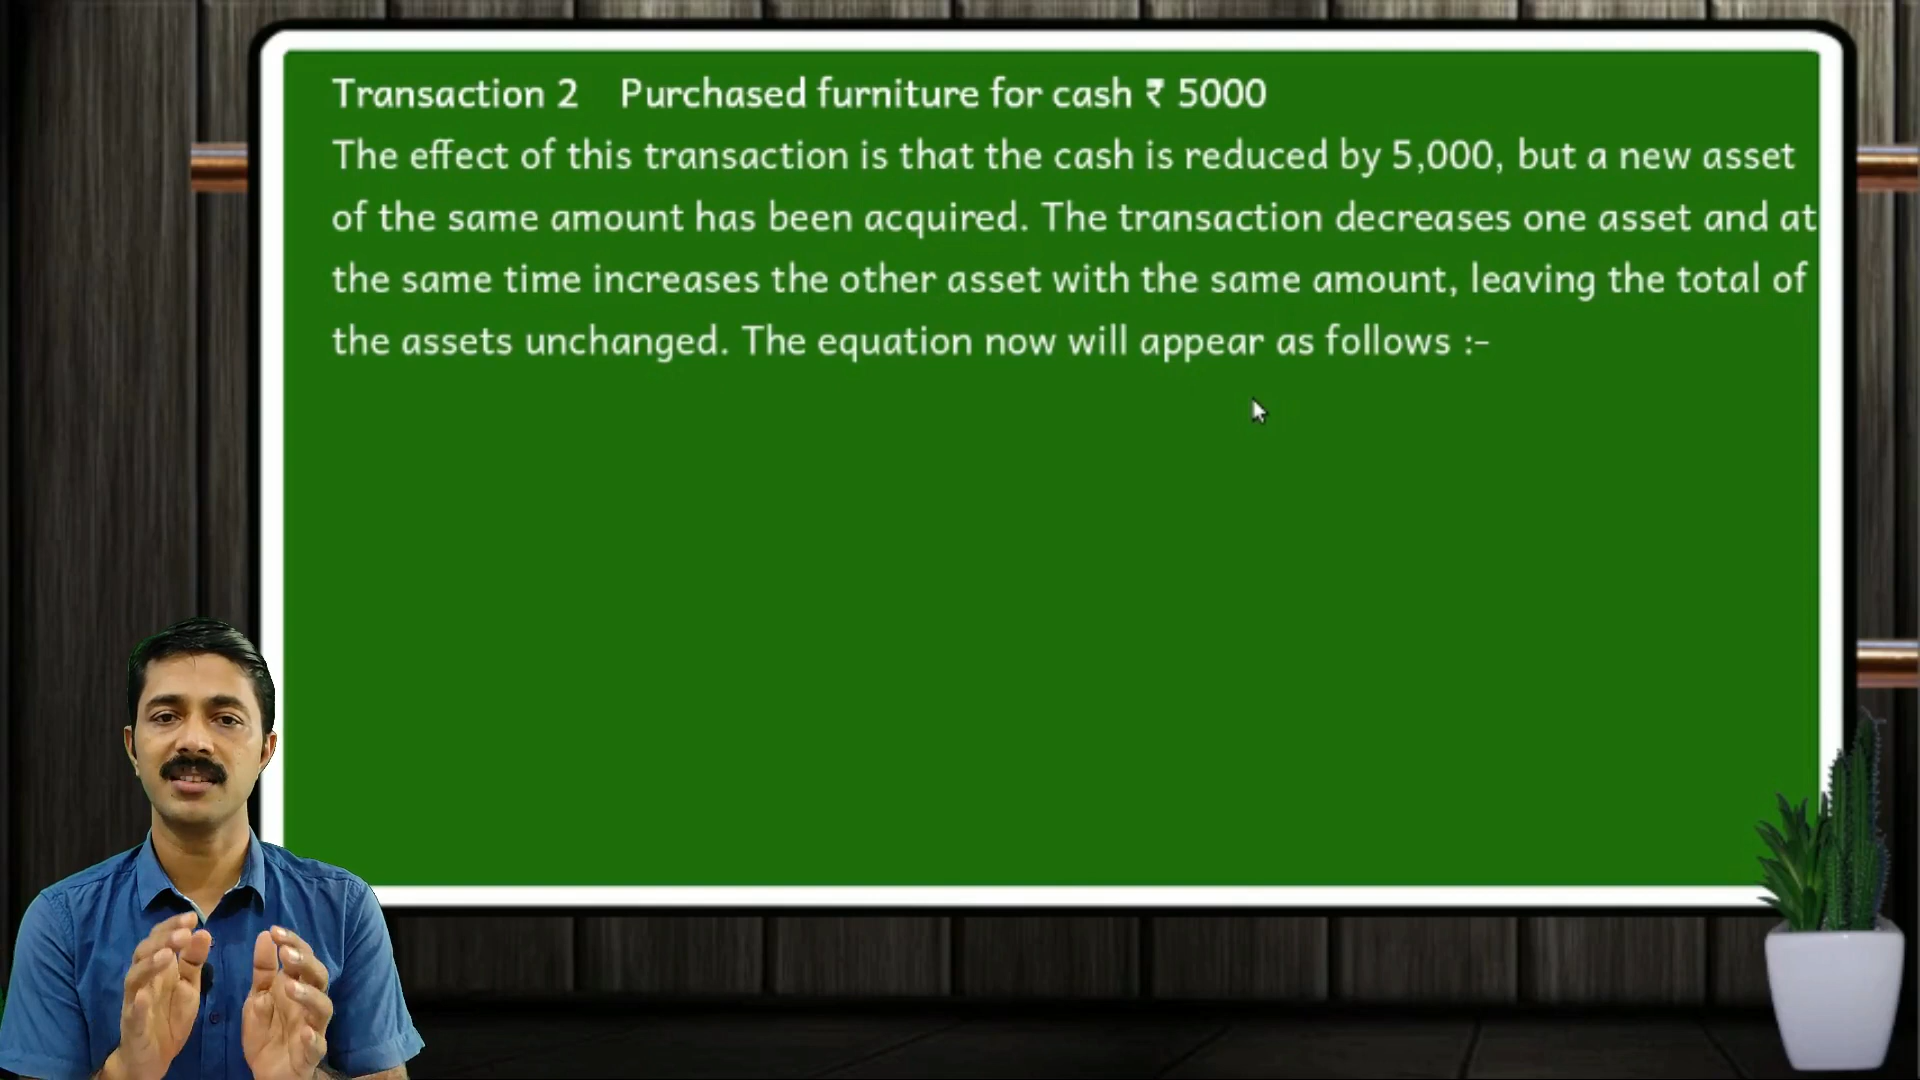 Transaction 2 Purchased furniture for cash ₹ 5000
The effect of this transaction is that the cash is reduced by 5,000, but a new asset
of the same amount has been acquired. The transaction decreases one asset and at
the same time increases the other asset with the same amount, leaving the total of
the assets unchanged. The equation now will appear as follows :-